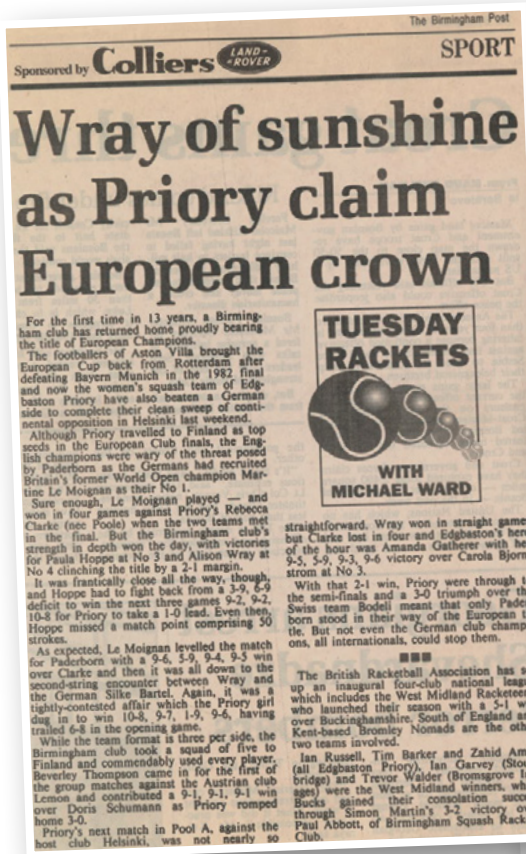 The Birmingham Post
Sponsored by Colliers LAND-ROVER
SPORT
Wray of sunshine
as Priory claim
European crown
For the first time in 13 years, a Birming-
ham club has returned home proudly bearing
the title of European Champions.
The footballers of Aston Villa brought the
European Cup back from Rotterdam after
defeating Bayern Munich in the 1982 final
and now the women's squash team of Edg-
baston Priory have also beaten a German
side to complete their clean sweep of conti-
nental opposition in Helsinki last weekend.
Although Priory travelled to Finland as top
seeds in the European Club finals, the Eng-
lish champions were wary of the threat posed
by Paderborn as the Germans had recruited
Britain's former World Open champion Mar-
tine Le Moignan as their No 1.
Sure enough, Le Moignan played — and
won in four games against Priory's Rebecca
Clarke (nee Poole) when the two teams met
in the final. But the Birmingham club's
strength in depth won the day, with victories
for Paula Hoppe at No 3 and Alison Wray at
No 4 clinching the title by a 2-1 margin.
It was frantically close all the way, though,
and Hoppe had to fight back from a 3-9, 6-9
deficit to win the next three games 9-2, 9-2,
10-8 for Priory to take a 1-0 lead. Even then,
Hoppe missed a match point comprising 50
strokes.
As expected, Le Moignan levelled the match
for Paderborn with a 9-6, 5-9, 9-4, 9-5 win
over Clarke and then it was all down to the
second-string encounter between Wray and
the German Silke Bartel. Again, it was a
tightly-contested affair which the Priory girl
dug in to win 10-8, 9-7, 1-9, 9-6, having
trailed 6-8 in the opening game.
While the team format is three per side, the
Birmingham club took a squad of five to
Finland and commendably used every player.
Beverley Thompson came in for the first of
the group matches against the Austrian club
Lemon and contributed a 9-1, 9-1, 9-1 win
over Doris Schumann as Priory romped
home 3-0.
Priory's next match in Pool A, against the
host club Helsinki, was not nearly so
TUESDAY
RACKETS
WITH
MICHAEL WARD
straightforward. Wray won in straight game
but Clarke lost in four and Edgbaston's her
of the hour was Amanda Gatherer with he
9-5, 5-9, 9-3, 9-6 victory over Carola Bjorn
strom at No 3.
With that 2-1 win, Priory were through t
the semi-finals and a 3-0 triumph over th
Swiss team Bodeli meant that only Pader
born stood in their way of the European t
tle. But not even the German club champ
ons, all internationals, could stop them.
The British Racketball Association has s
up an inaugural four-club national leag
which includes the West Midland Racketee
who launched their season with a 5-1 w
over Buckinghamshire. South of England a
Kent-based Bromley Nomads are the oth
two teams involved.
Ian Russell, Tim Barker and Zahid Am
(all Edgbaston Priory), Ian Garvey (Stou
bridge) and Trevor Walder (Bromsgrove
ages) were the West Midland winners, wh
Bucks gained their consolation succ
through Simon Martin's 3-2 victory ov
Paul Abbott, of Birmingham Squash Rack
Club.